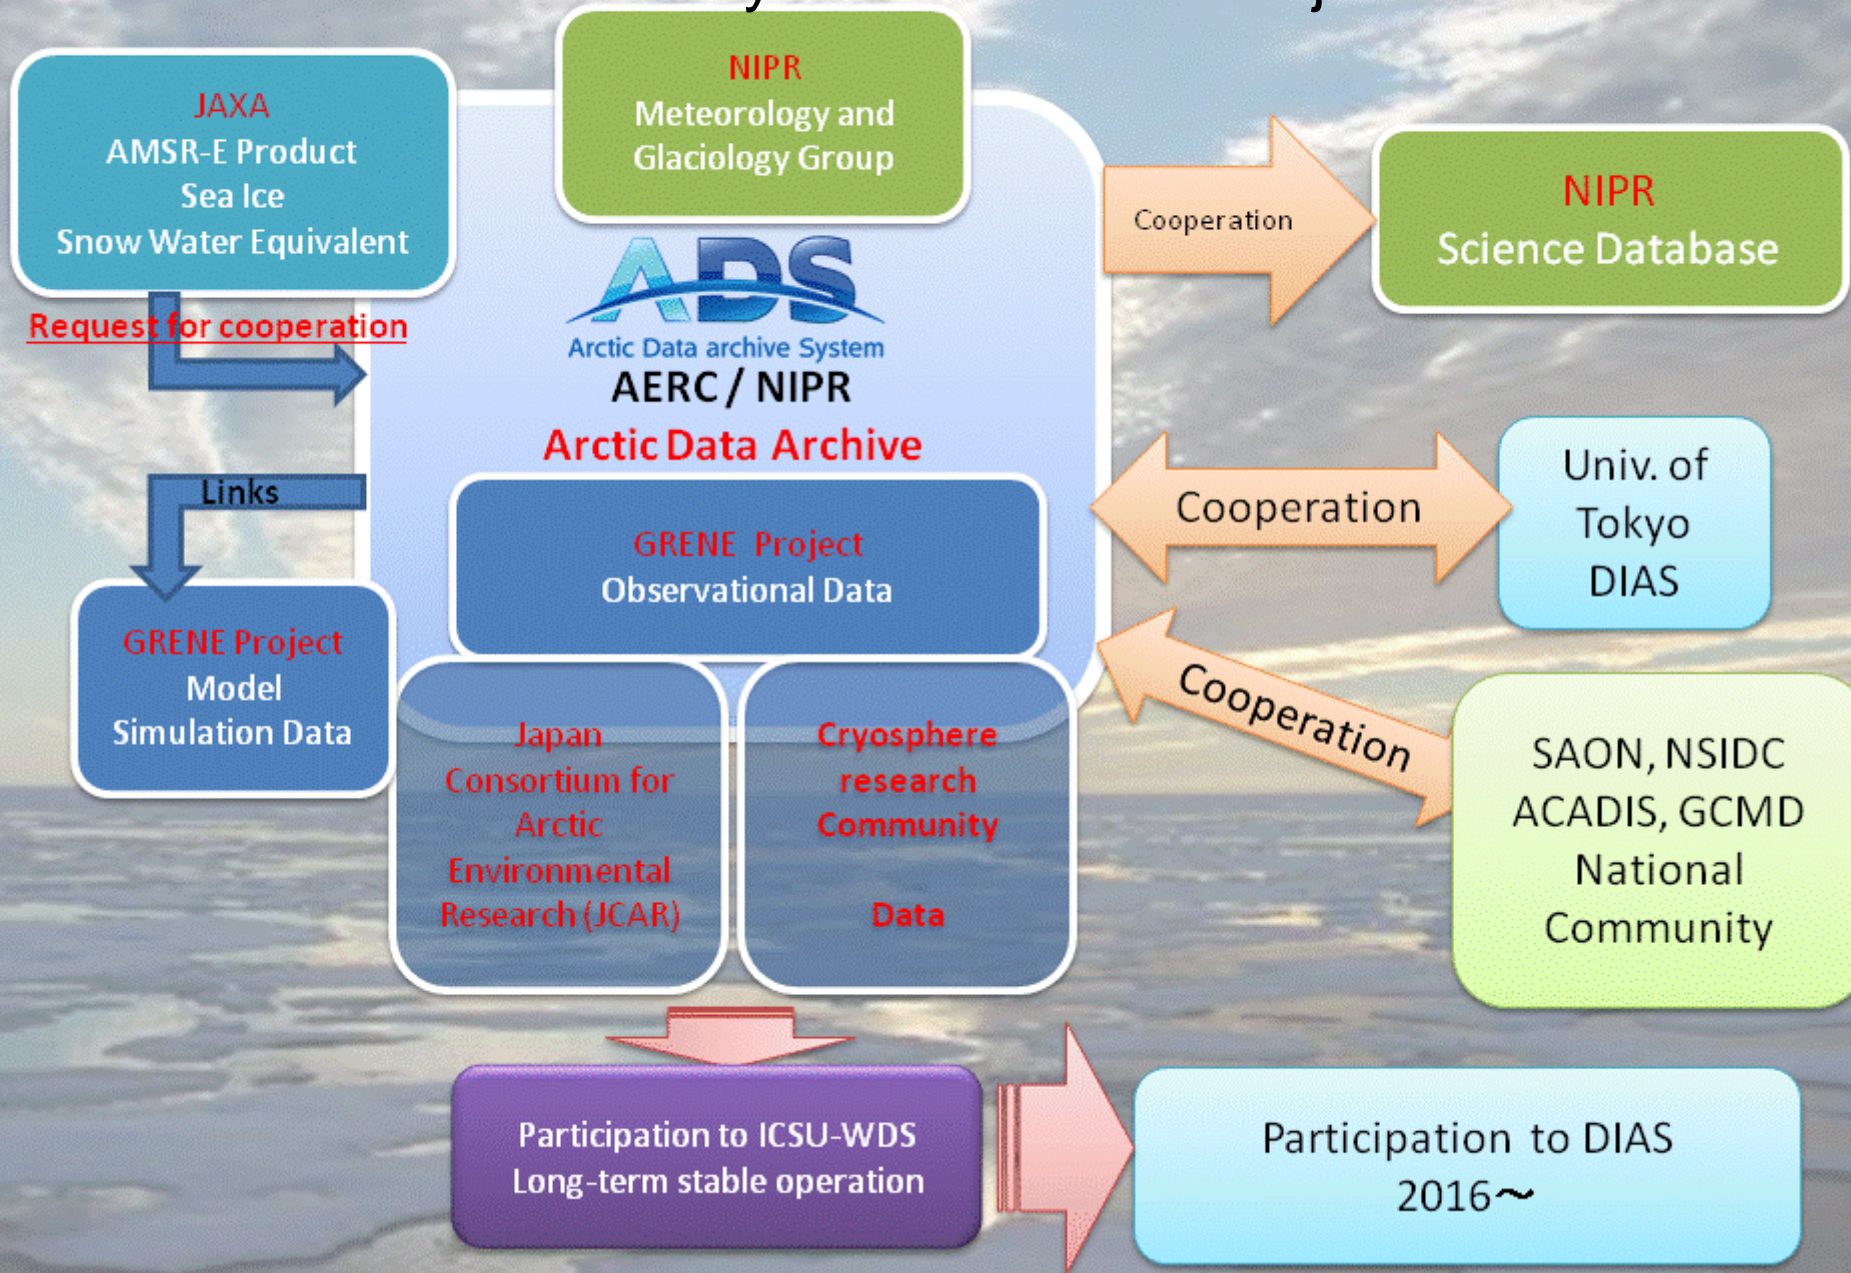 JAXA
AMSR-E Product
Sea Ice
Snow Water Equivalent
Request for cooperation
NIPR
Meteorology and
Glaciology Group
Cooperation
NIPR
Science Database
ADS
Arctic Data archive System
AERC / NIPR
Arctic Data Archive
Links
GRENE Project
Observational Data
Cooperation
Univ. of
Tokyo
DIAS
GRENE Project
Model
Simulation Data
Japan
Consortium for
Arctic
Environmental
Research (JCAR)
Cryosphere
research
Community
Data
Cooperation
SAON, NSIDC
ACADIS, GCMD
National
Community
Participation to ICSU-WDS
Long-term stable operation
Participation to DIAS
2016～